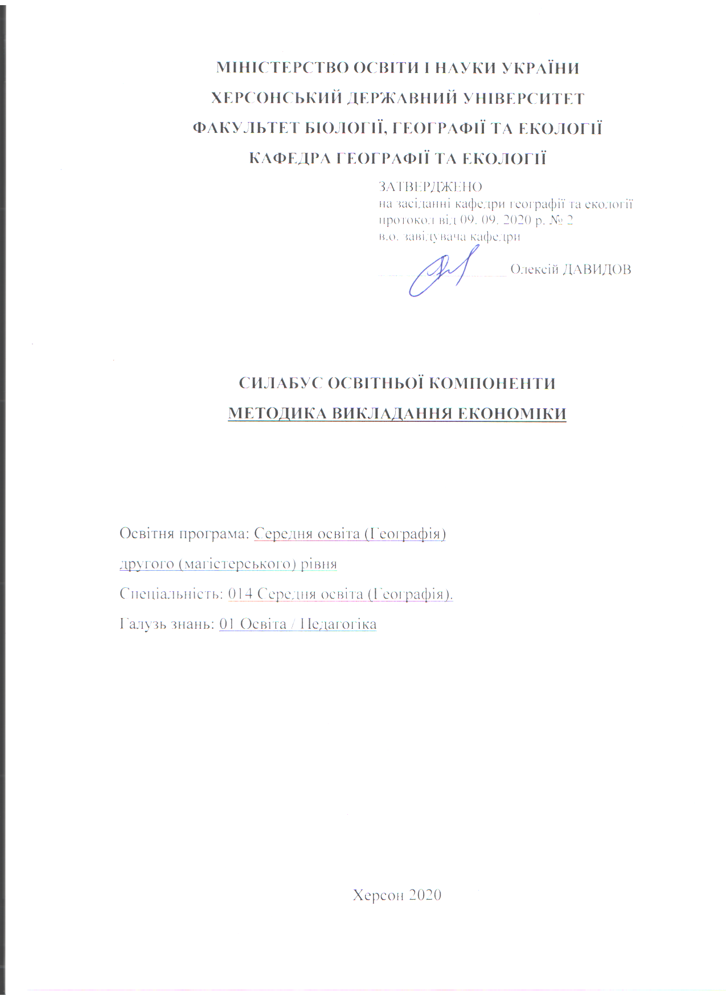 МІНІСТЕРСТВО ОСВІТИ І НАУКИ УКРАЇНИ
ХЕРСОНСЬКИЙ ДЕРЖАВНИЙ УНІВЕРСИТЕТ
ФАКУЛЬТЕТ БІОЛОГІЇ, ГЕОГРАФІЇ ТА ЕКОЛОГІЇ
КАФЕДРА ГЕОГРАФІЇ ТА ЕКОЛОГІЇ
ЗАТВЕРДЖЕНО
на засіданні кафедри географії та екології
протокол від 09. 09. 2020 р. № 2
в.о. завідувача кафедри
Олексій ДАВИДОВ
СИЛАБУС ОСВІТНЬОЇ КОМПОНЕНТИ
МЕТОДИКА ВИКЛАДАННЯ ЕКОНОМІКИ
Освітня програма: Середня освіта (Географія)
другого (магістерського) рівня
Спеціальність: 014 Середня освіта (Географія).
Галузь знань: 01 Освіта / Педагогіка
Херсон 2020